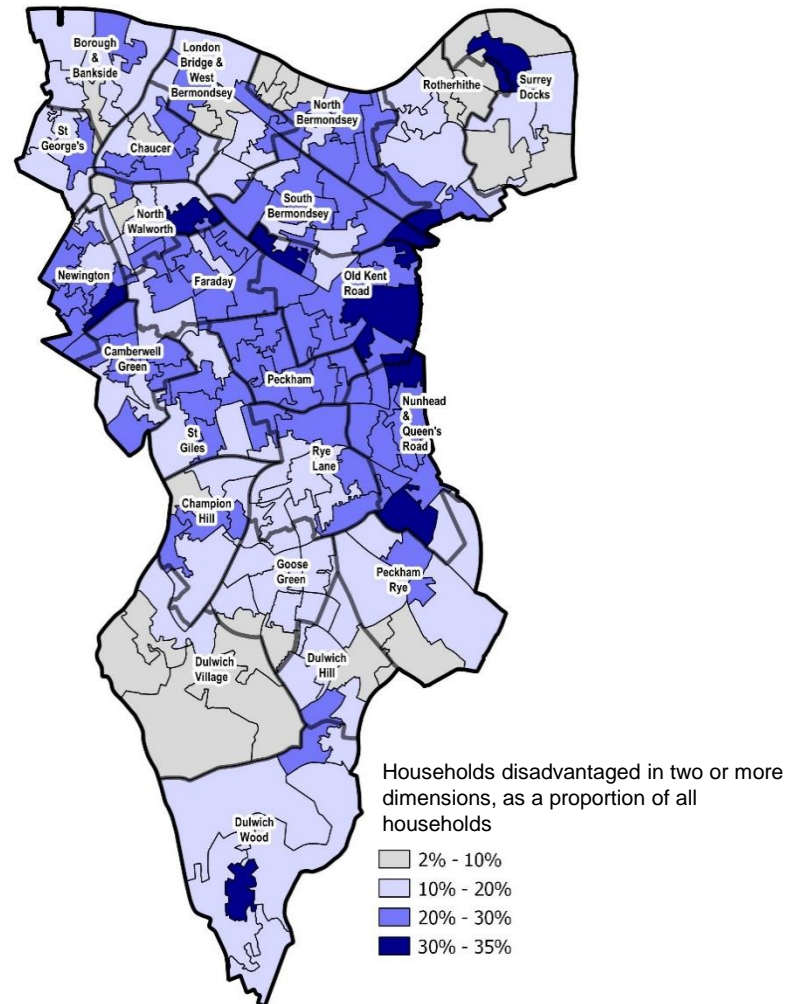 Borough
&
Bankside
London
Bridge &
West
Bermondsey
Rotherhithe
Surrey
Docks
North
Bermondsey
St
George's
Chaucer
South
Bermondsey
North
Walworth
Newington
Faraday
Old Kent
Road
Camberwell
Green
Peckham
Nunhead
&
Queen's
Road
St
Giles
Rye
Lane
Champion
Hill
Goose
Green
Peckham
Rye
Dulwich
Village
Dulwich
Hill
Households disadvantaged in two or more
dimensions, as a proportion of all
households
Dulwich
Wood
2% - 10%
10% - 20%
20% - 30%
30% - 35%